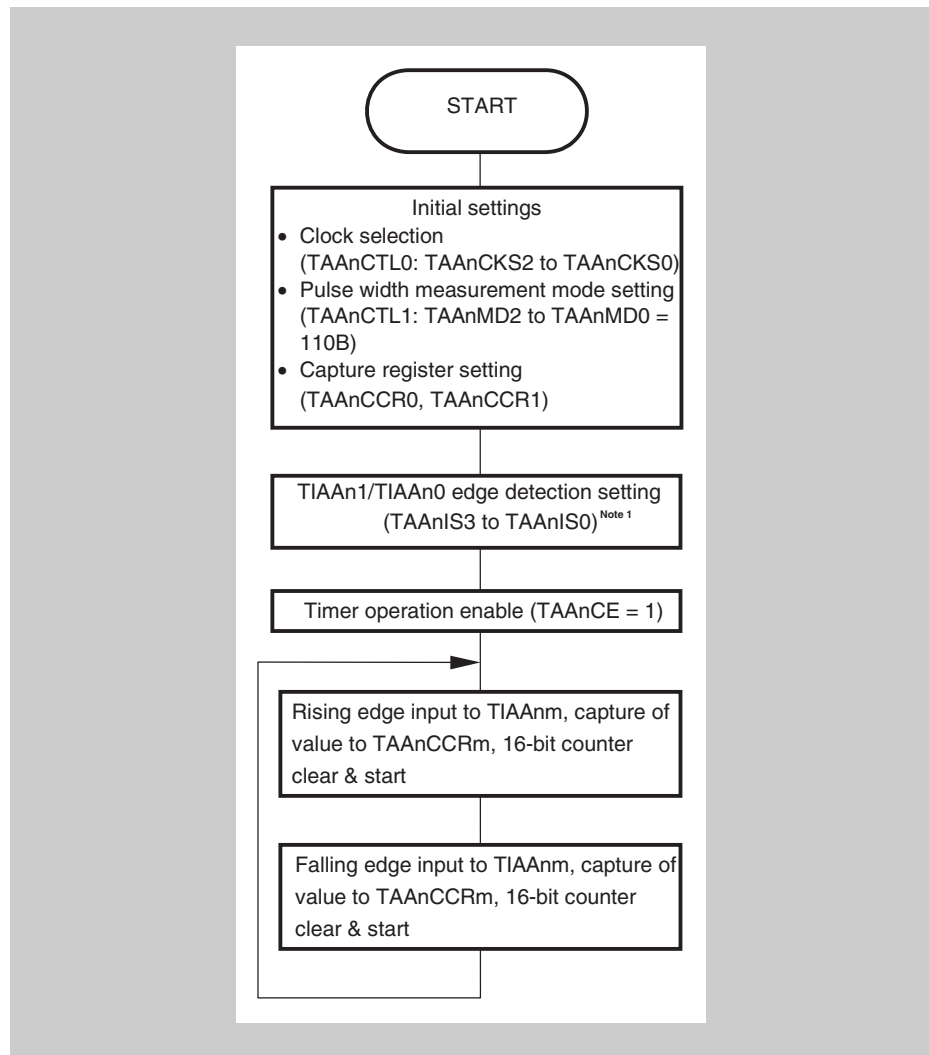 START
Initial settings
• Clock selection
(TAAnCTL0: TAAnCKS2 to TAAnCKS0)
• Pulse width measurement mode setting
(TAAnCTL1: TAAnMD2 to TAAnMD0 =
110B)
• Capture register setting
(TAAnCCR0, TAAnCCR1)
TIAAn1/TIAAn0 edge detection setting
(TAAnIS3 to TAAnIS0) Note 1
Timer operation enable (TAAnCE = 1)
Rising edge input to TIAAnm, capture of
value to TAAnCCRm, 16-bit counter
clear & start
Falling edge input to TIAAnm, capture of
value to TAAnCCRm, 16-bit counter
clear & start